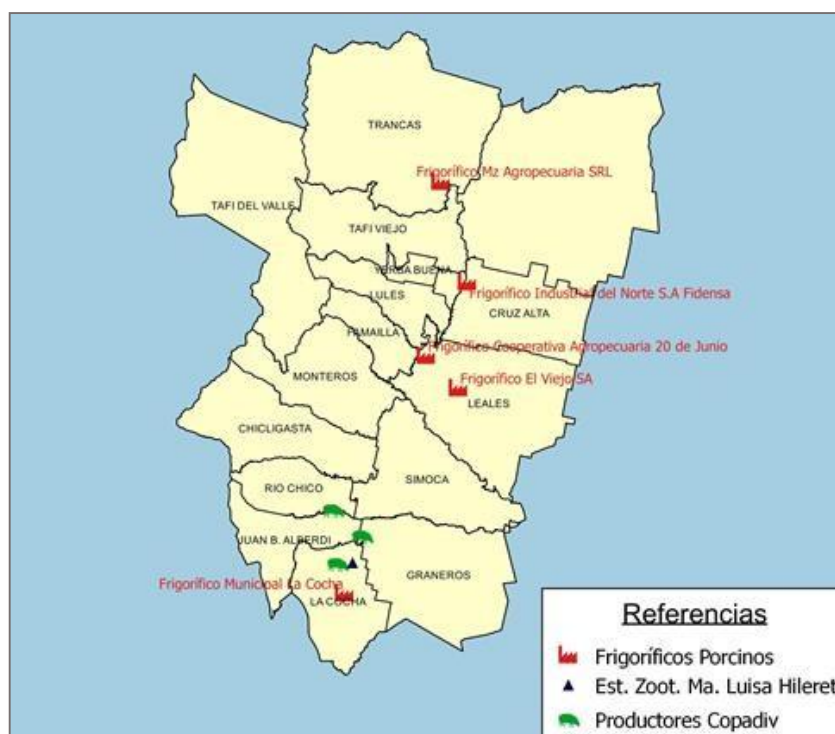 TRANCAS
Frigorífico Mz Agropecuaria SRL
TAFI DEL VALLE
TAFI VIEJO
YERBA BUENA
LULES
Frigorífico Industrial del Norte S.A Fidensa
CRUZ ALTA
FAMAILLA
Frigorífico Cooperativa Agropecuaria 20 de Junio
MONTEROS
Frigorífico El Viejo SA
LEALES
CHICLIGASTA
SIMOCA
RIO CHICO
JUAN B. ALBERDI
GRANEROS
Frigorífico Municioal La Cocha
LA COCHA
Referencias
Frigoríficos Porcinos
Est. Zoot. Ma. Luisa Hileret
Productores Copadiv